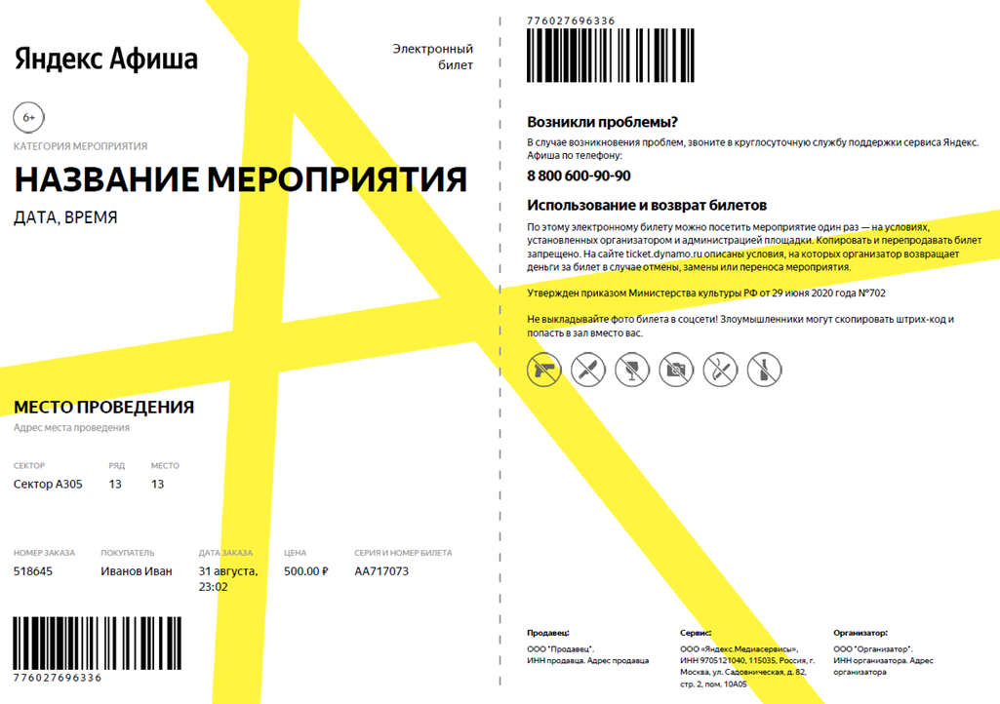 Яндекс Афиша
Электронный
билет
6+
КАТЕГОРИЯ МЕРОПРИЯТИЯ
НАЗВАНИЕ МЕРОПРИЯТИЯ
ДАТА, ВРЕМЯ
МЕСТО ПРОВЕДЕНИЯ
Адрес места проведения
СЕКТОР РЯД МЕСТО
Сектор А305 13 13
НОМЕР ЗАКАЗА ПОКУПАТЕЛЬ ДАТА ЗАКАЗА ЦЕНА СЕРИЯ И НОМЕР БИЛЕТА
518645 Иванов Иван 31 августа, 500.00 ₽ АА717073
23:02
776027696336
776027696336
Возникли проблемы?
В случае возникновения проблем, звоните в круглосуточную службу поддержки сервиса Яндекс.
Афиша по телефону:
8 800 600-90-90
Использование и возврат билетов
По этому электронному билету можно посетить мероприятие один раз — на условиях,
установленных организатором и администрацией площадки. Копировать и перепродавать билет
запрещено. На сайте ticket.dynamo.ru описаны условия, на которых организатор возвращает
деньги за билет в случае отмены, замены или переноса мероприятия.
Утвержден приказом Министерства культуры РФ от 29 июня 2020 года №702
Не выкладывайте фото билета в соцсети! Злоумышленники могут скопировать штрих-код и
попасть в зал вместо вас.
Продавец:
ООО "Продавец".
ИНН продавца. Адрес продавца
Сервис:
ООО «Яндекс.Медиасервисы»,
ИНН 9705121040, 115035, Россия, г.
Москва, ул. Садовническая, д. 82,
стр. 2, пом. 10А05
Организатор:
ООО "Организатор".
ИНН организатора. Адрес
организатора